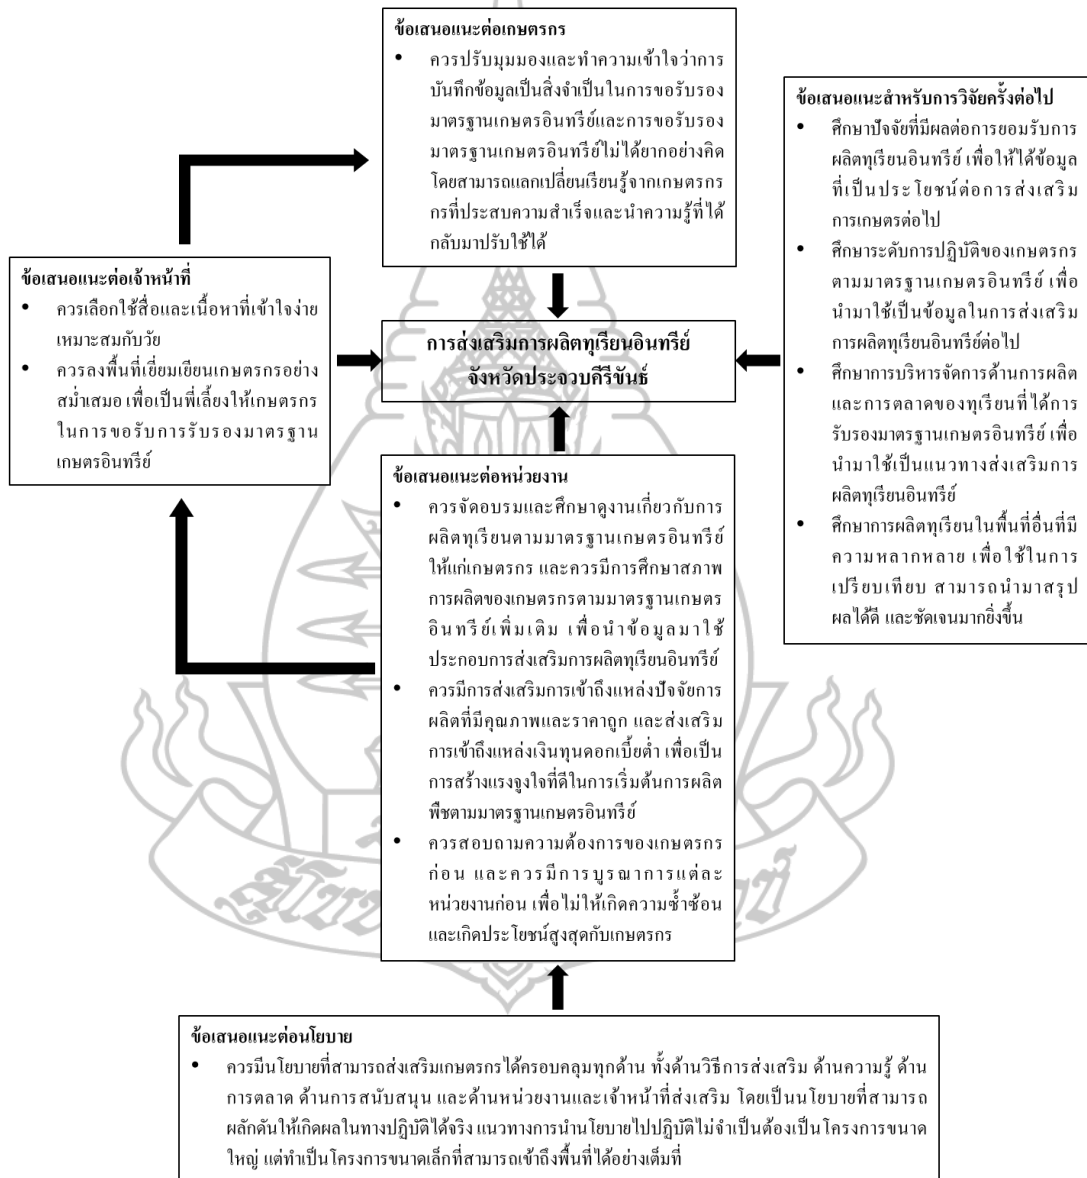 ข้อเสนอแนะต่อเกษตรกร
• ควรปรับมุมมองและทำความเข้าใจว่าการ
บันทึกข้อมูลเป็นสิ่งจำเป็นในการขอรับรอง
มาตรฐานเกษตรอินทรีย์และการขอรับรอง
มาตรฐานเกษตรอินทรีย์ไม่ได้ยากอย่างคิด
โดยสามารถแลกเปลี่ยนเรียนรู้จากเกษตรกร
กรที่ประสบความสำเร็จและนำความรู้ที่ได้
กลับมาปรับใช้ได้
ข้อเสนอแนะสำหรับการวิจัยครั้งต่อไป
• ศึกษาปัจจัยที่มีผลต่อการยอมรับการ
ผลิตทุเรียนอินทรีย์ เพื่อให้ได้ข้อมูล
ที่เป็นประโยชน์ต่อการส่งเสริม
การเกษตรต่อไป
• ศึกษาระดับการปฏิบัติของเกษตรกร
ตามมาตรฐานเกษตรอินทรีย์ เพื่อ
นำมาใช้เป็นข้อมูลในการส่งเสริม
การผลิตทุเรียนอินทรีย์ต่อไป
• ศึกษาการบริหารจัดการด้านการผลิต
และการตลาดของทุเรียนที่ได้การ
รับรองมาตรฐานเกษตรอินทรีย์ เพื่อ
นำมาใช้เป็นแนวทางส่งเสริมการ
ผลิตทุเรียนอินทรีย์
• ศึกษาการผลิตทุเรียนในพื้นที่อื่นที่มี
ความหลากหลาย เพื่อใช้ในการ
เปรียบเทียบ สามารถนำมาสรุป
ผลได้ดี และชัดเจนมากยิ่งขึ้น
ข้อเสนอแนะต่อเจ้าหน้าที่
• ควรเลือกใช้สื่อและเนื้อหาที่เข้าใจง่าย
เหมาะสมกับวัย
• ควรลงพื้นที่เยี่ยมเยียนเกษตรกรอย่าง
สม่ำเสมอ เพื่อเป็นพี่เลี้ยงให้เกษตรกร
ในการขอรับการรับรองมาตรฐาน
เกษตรอินทรีย์
การส่งเสริมการผลิตทุเรียนอินทรีย์
จังหวัดประจวบคีรีขันธ์
ข้อเสนอแนะต่อหน่วยงาน
• ควรจัดอบรมและศึกษาดูงานเกี่ยวกับการ
ผลิตทุเรียนตามมาตรฐานเกษตรอินทรีย์
ให้แก่เกษตรกร และควรมีการศึกษาสภาพ
การผลิตของเกษตรกรตามมาตรฐานเกษตร
อินทรีย์เพิ่มเติม เพื่อนำข้อมูลมาใช้
ประกอบการส่งเสริมการผลิตทุเรียนอินทรีย์
• ควรมีการส่งเสริมการเข้าถึงแหล่งปัจจัยการ
ผลิตที่มีคุณภาพและราคาถูก และส่งเสริม
การเข้าถึงแหล่งเงินทุนดอกเบี้ยต่ำ เพื่อเป็น
การสร้างแรงจูงใจที่ดีในการเริ่มต้นการผลิต
พืชตามมาตรฐานเกษตรอินทรีย์
• ควรสอบถามความต้องการของเกษตรกร
ก่อน และควรมีการบูรณาการแต่ละ
หน่วยงานก่อน เพื่อไม่ให้เกิดความซ้ำซ้อน
และเกิดประโยชน์สูงสุดกับเกษตรกร
ข้อเสนอแนะต่อนโยบาย
• ควรมีนโยบายที่สามารถส่งเสริมเกษตรกรได้ครอบคลุมทุกด้าน ทั้งด้านวิธีการส่งเสริม ด้านความรู้ ด้าน
การตลาด ด้านการสนับสนุน และด้านหน่วยงานและเจ้าหน้าที่ส่งเสริม โดยเป็นนโยบายที่สามารถ
ผลักดันให้เกิดผลในทางปฏิบัติได้จริง แนวทางการนำนโยบายไปปฏิบัติไม่จำเป็นต้องเป็นโครงการขนาด
ใหญ่ แต่ทำเป็นโครงการขนาดเล็กที่สามารถเข้าถึงพื้นที่ได้อย่างเต็มที่